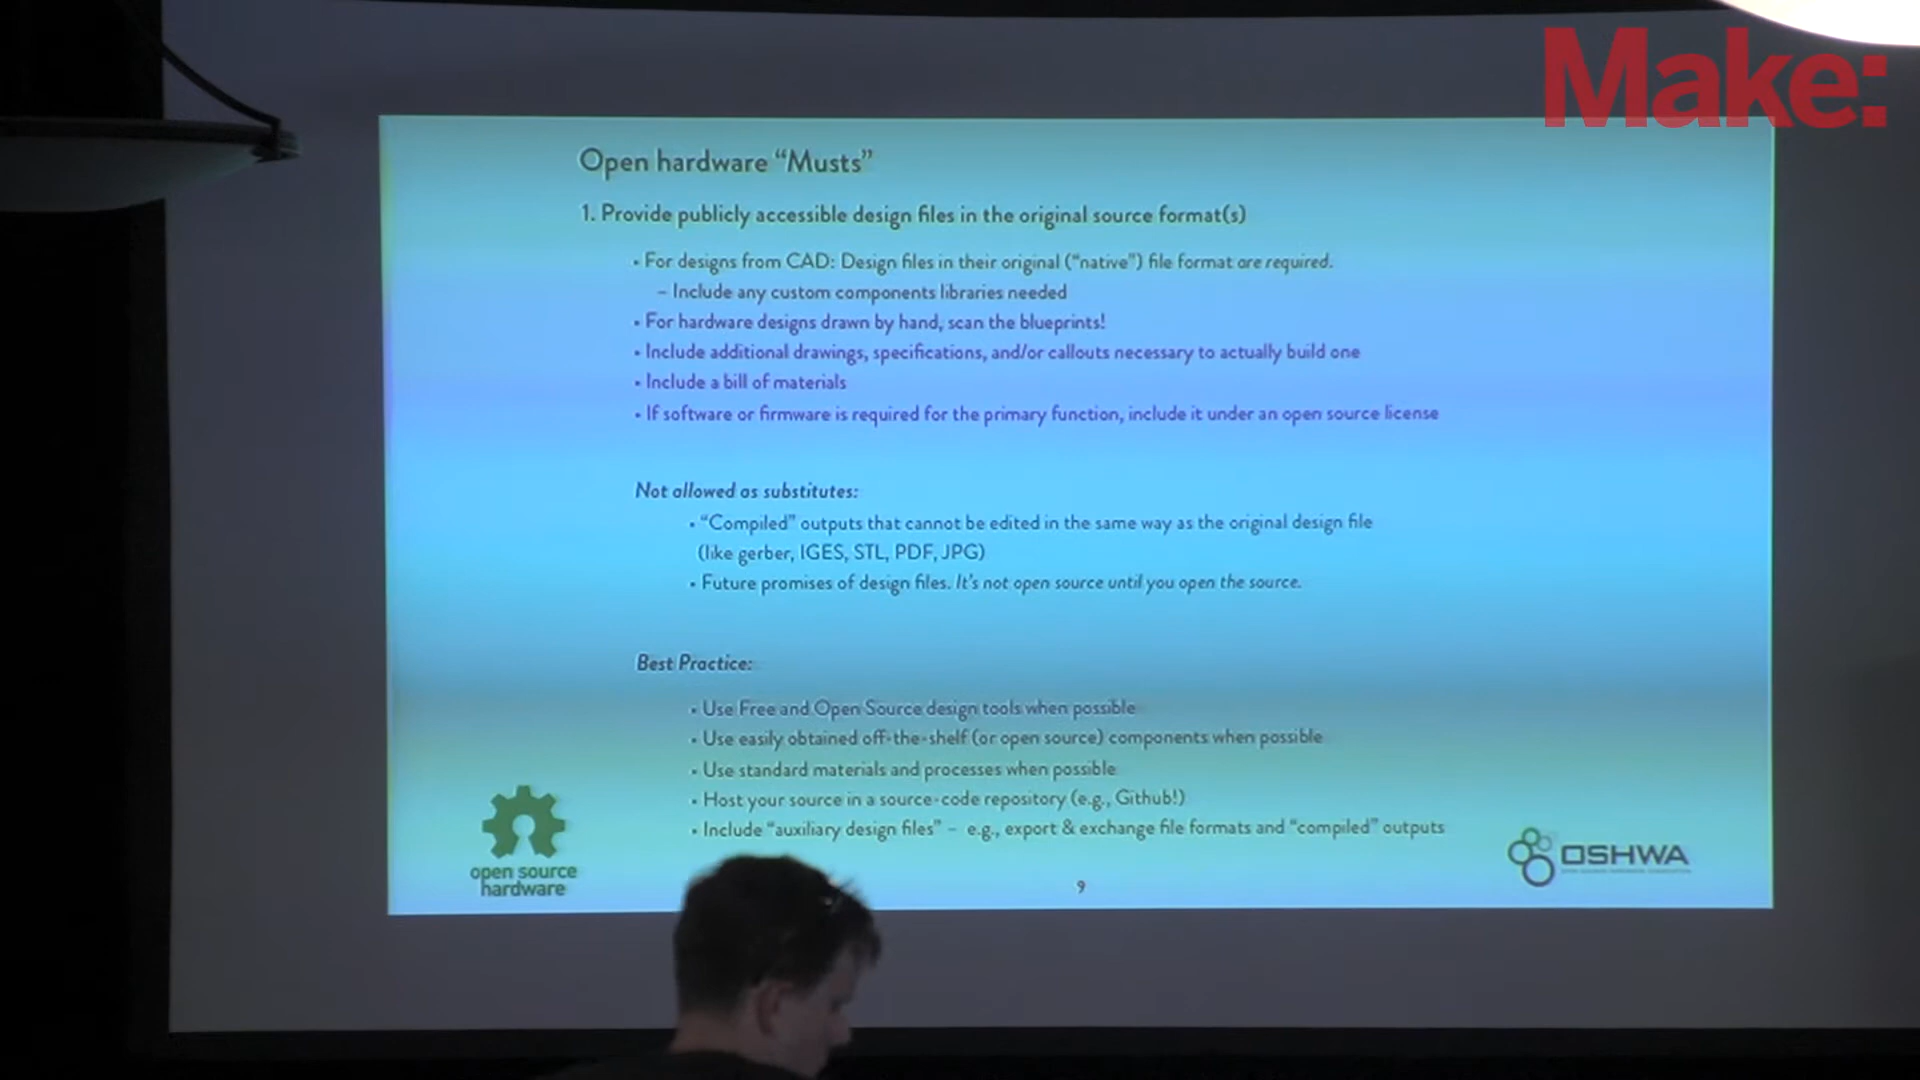 Make:
Open hardware “Musts”
1. Provide publicly accessible design files in the original source format(s)
• For designs from CAD: Design files in their original (“native”) file format are required.
– Include any custom components libraries needed
• For hardware designs drawn by hand, scan the blueprints!
• Include additional drawings, specifications, and/or callouts necessary to actually build one
• Include a bill of materials
• If software or firmware is required for the primary function, include it under an open source license
Not allowed as substitutes:
• “Compiled” outputs that cannot be edited in the same way as the original design file
(like gerber, IGES, STL, PDF, JPG)
• Future promises of design files. It's not open source until you open the source.
Best Practice:
• Use Free and Open Source design tools when possible
• Use easily obtained off-the-shelf (or open source) components when possible
• Use standard materials and processes when possible
• Host your source in a source-code repository (e.g., Github!)
• Include “auxiliary design files” – e.g., export & exchange file formats and “compiled” outputs
open source
hardware
9
OSHWA